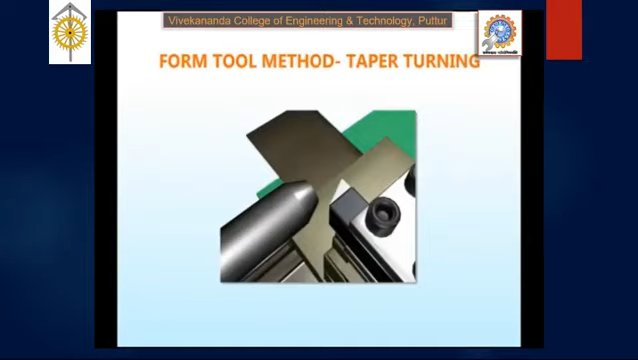 Vivekananda College of Engineering & Technology, Puttur
FORM TOOL METHOD- TAPER TURNING